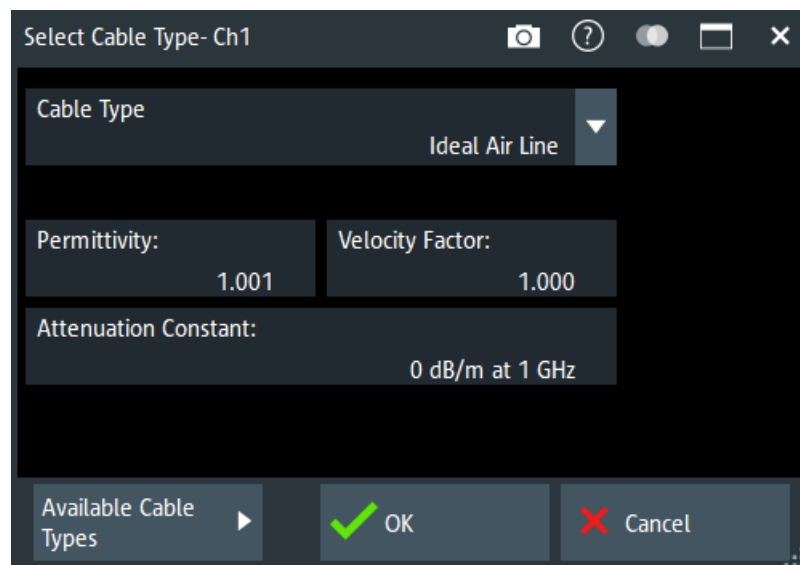 Select Cable Type- Ch1
Cable Type
Ideal Air Line
Permittivity:
1.001
Velocity Factor:
1.000
Attenuation Constant:
0 dB/m at 1 GHz
Available Cable
Types
OK
Cancel